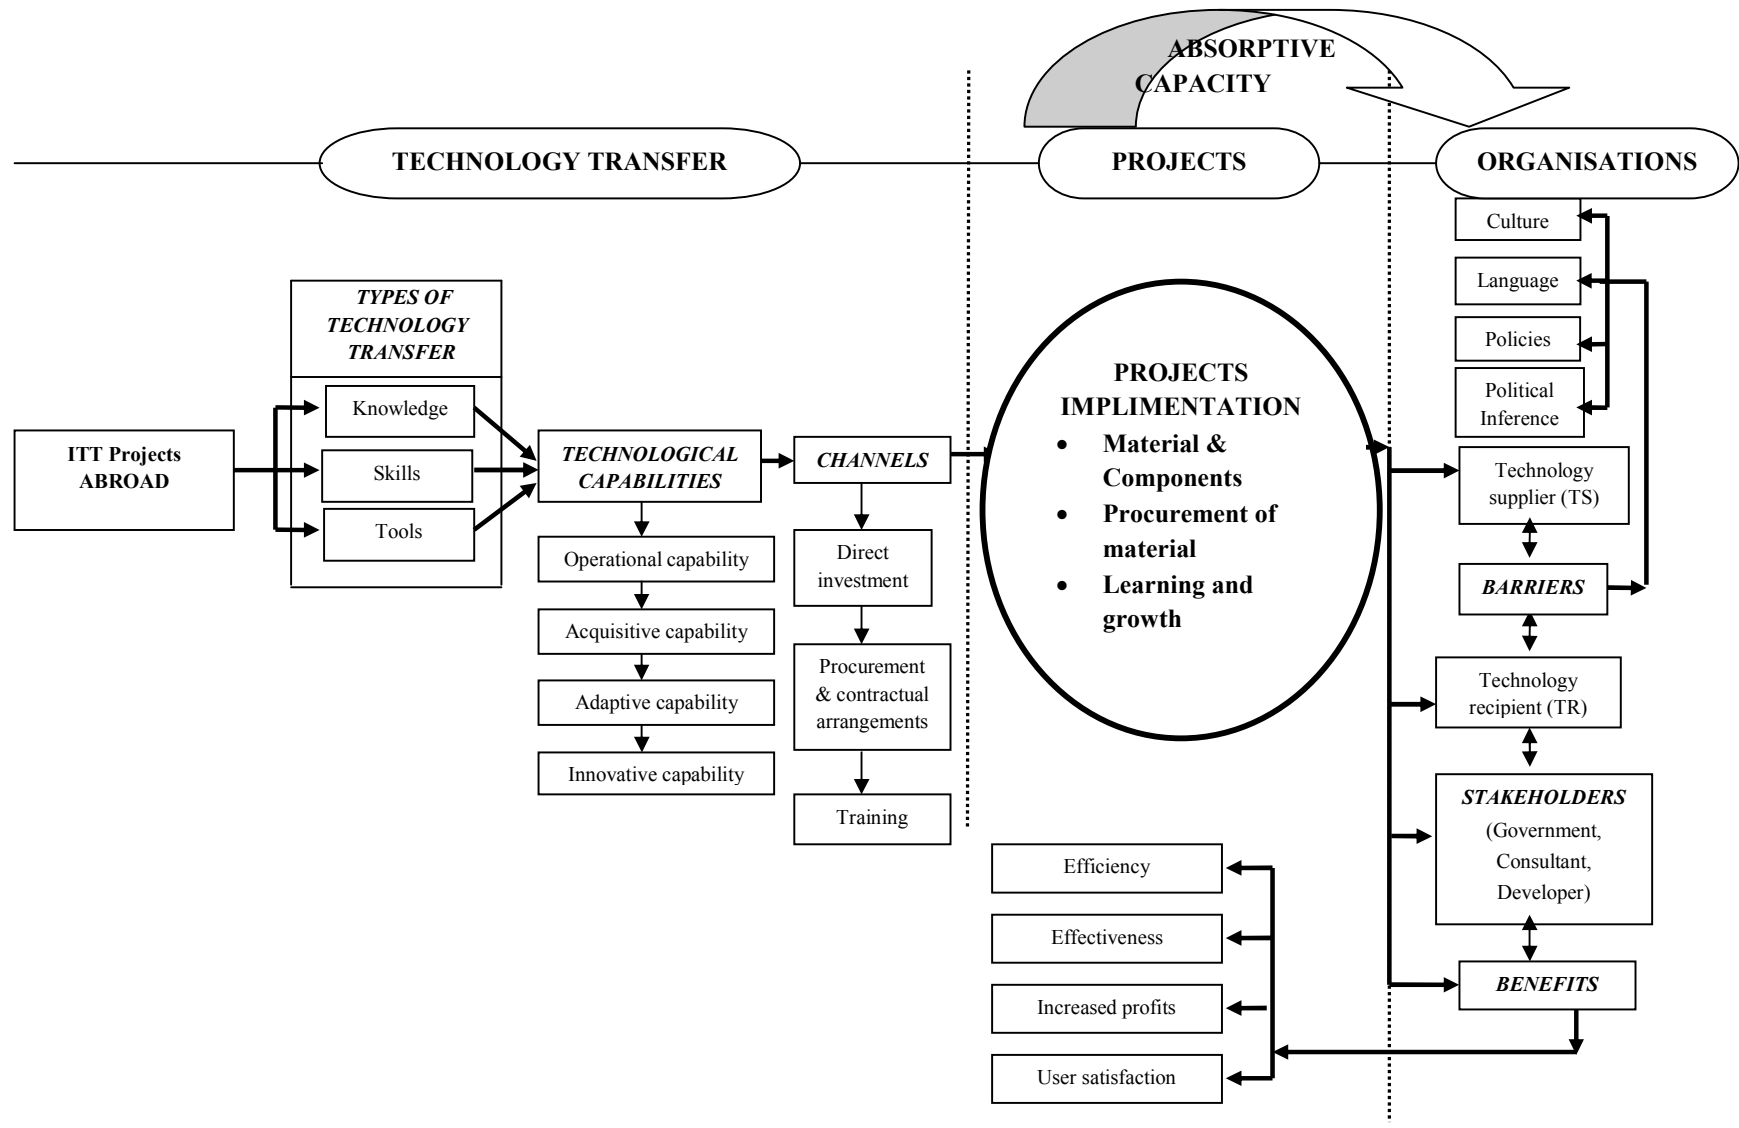 ABSORPTIVE
CAPACITY
TECHNOLOGY TRANSFER
PROJECTS
ORGANISATIONS
ITT Projects
ABROAD
TYPES OF
TECHNOLOGY
TRANSFER
Knowledge
Skills
Tools
TECHNOLOGICAL
CAPABILITIES
Operational capability
Acquisitive capability
Adaptive capability
Innovative capability
CHANNELS
Direct
investment
Procurement
& contractual
arrangements
Training
PROJECTS
IMPLIMENTATION
• Material &
Components
• Procurement of
material
• Learning and
growth
Culture
Language
Policies
Political
Inference
Technology
supplier (TS)
BARRIERS
Technology
recipient (TR)
STAKEHOLDERS
(Government,
Consultant,
Developer)
BENEFITS
Efficiency
Effectiveness
Increased profits
User satisfaction